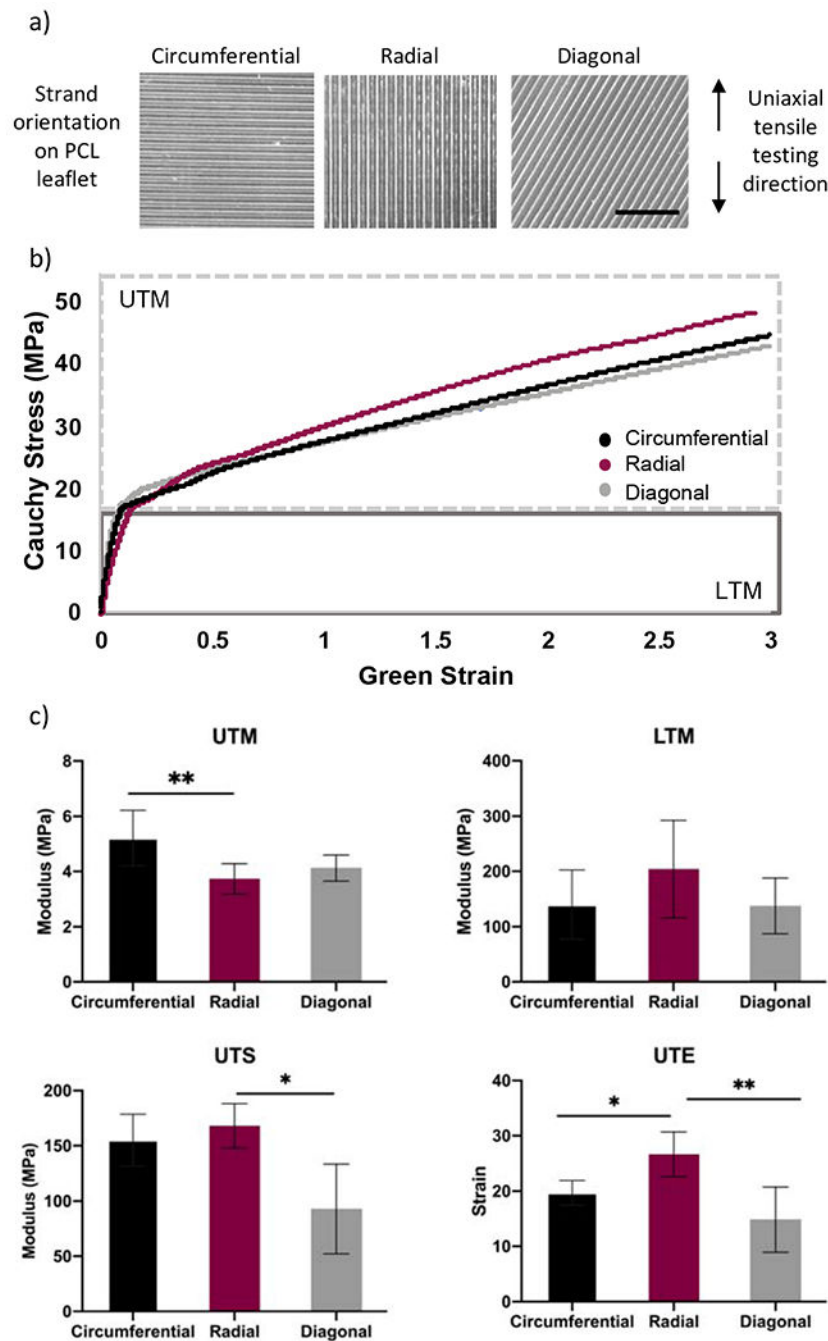 a)
Circumferential
Radial
Diagonal
Strand
orientation
on PCL
leaflet
Uniaxial
tensile
testing
direction
b)
Cauchy Stress (MPa)
50
40
30
20
10
0
UTM
Circumferential
Radial
Diagonal
LTM
0
0.5
1
1.5
2
2.5
3
Green Strain
c)
UTM
Modulus (MPa)
8
6
4
2
0
**
Circumferential
Radial
Diagonal
LTM
Modulus (MPa)
400
300
200
100
0
Circumferential
Radial
Diagonal
UTS
Modulus (MPa)
200
150
100
50
0
*
Circumferential
Radial
Diagonal
UTE
Strain
40
30
20
10
0
*
**
Circumferential
Radial
Diagonal